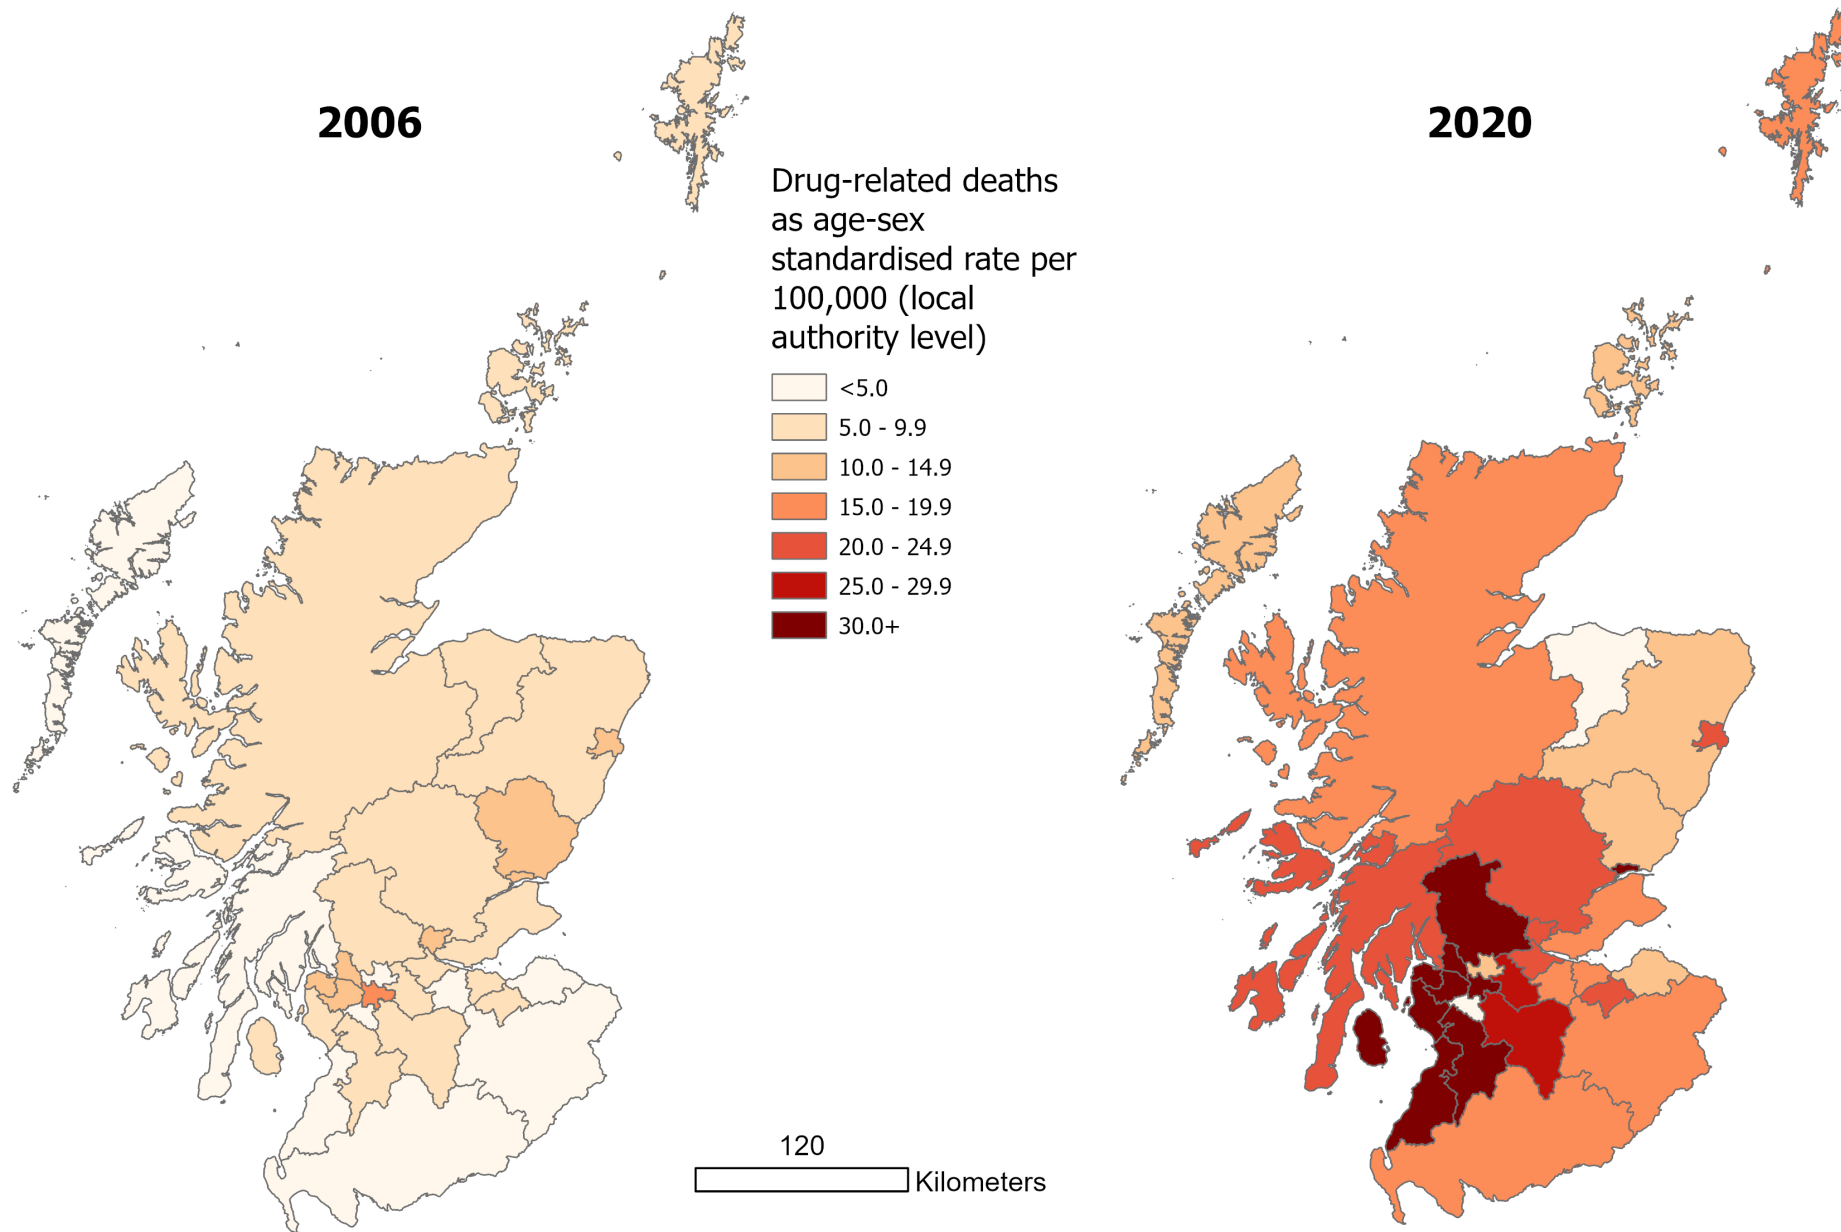 2006
2020
Drug-related deaths
as age-sex
standardised rate per
100,000 (local
authority level)
<5.0
5.0 - 9.9
10.0 - 14.9
15.0 - 19.9
20.0 - 24.9
25.0 - 29.9
30.0+
120
Kilometers